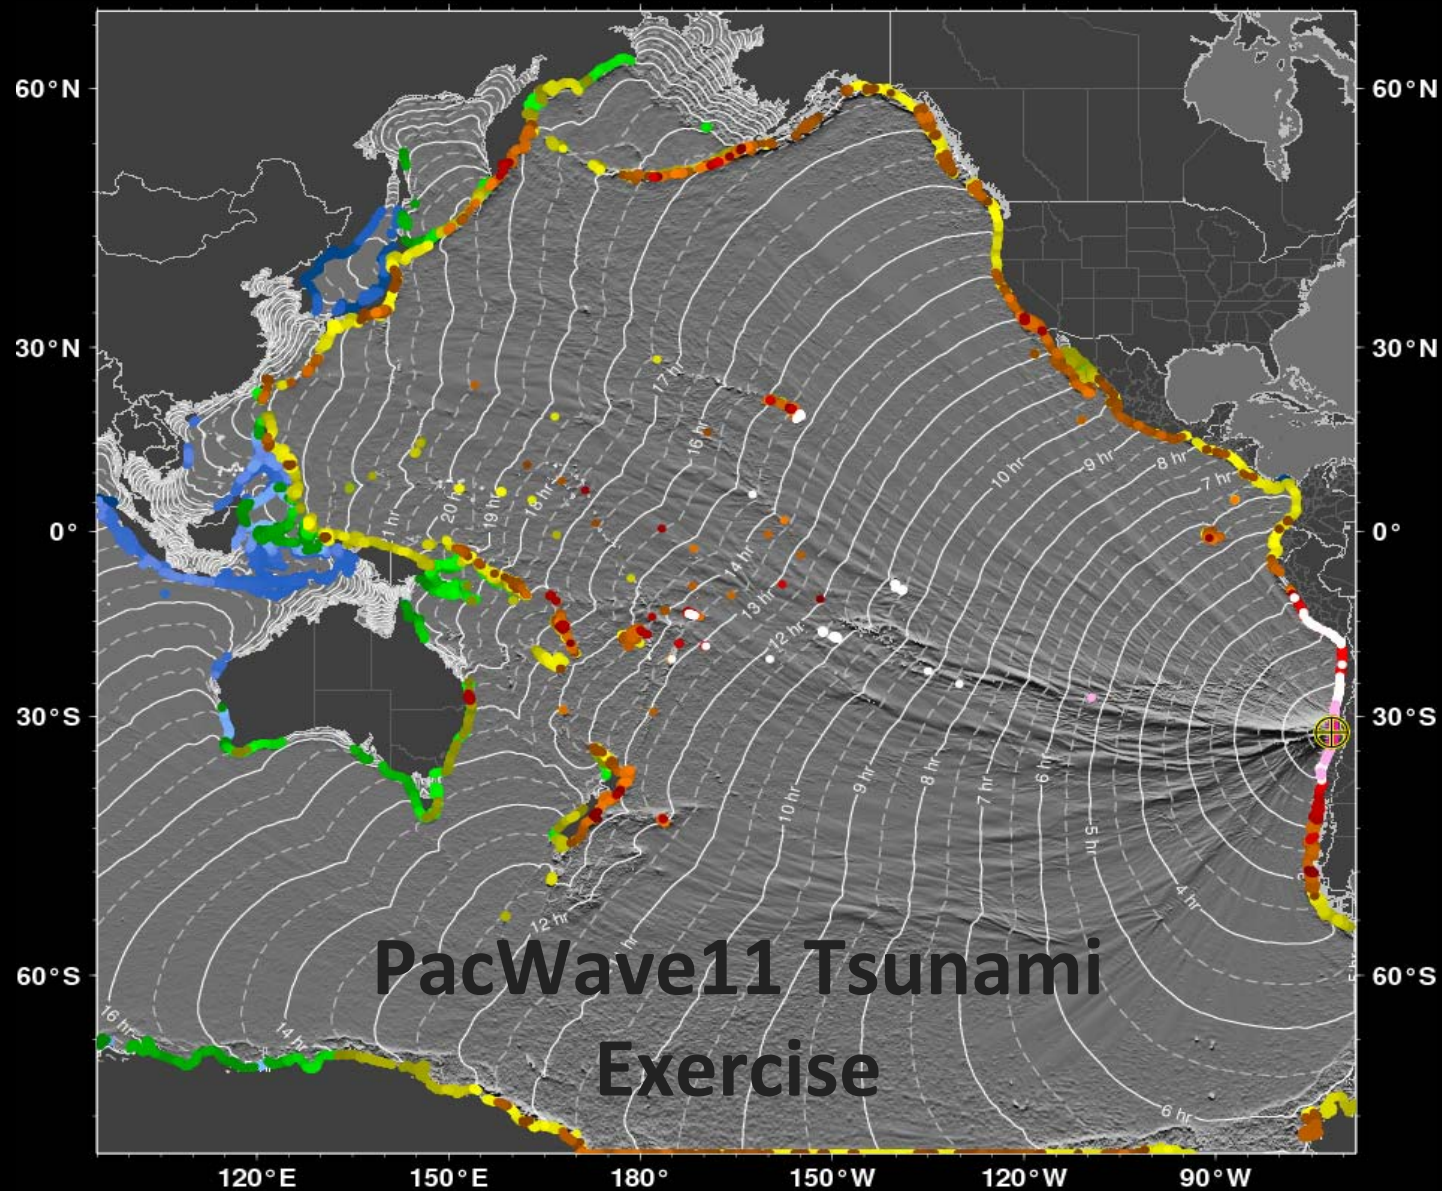 60°N
60°N
30°N
30°N
17
16 hr
10 hr
9 hr
8 hr
7 hr
1 hr
20 h
19 hr
18 hr
0°
0°
14 hr
13 hr
12 hr
30°S
30°S
10 hr
9 hr
8 hr
7 hr
6 hr
5 hr
4 hr
12 hr
hr
PacWave11 Tsunami
60°S
60°S
16 hr
14 hr
Exercise
6 hr
120°E
150°E
180°
150°W
120°W
90°W